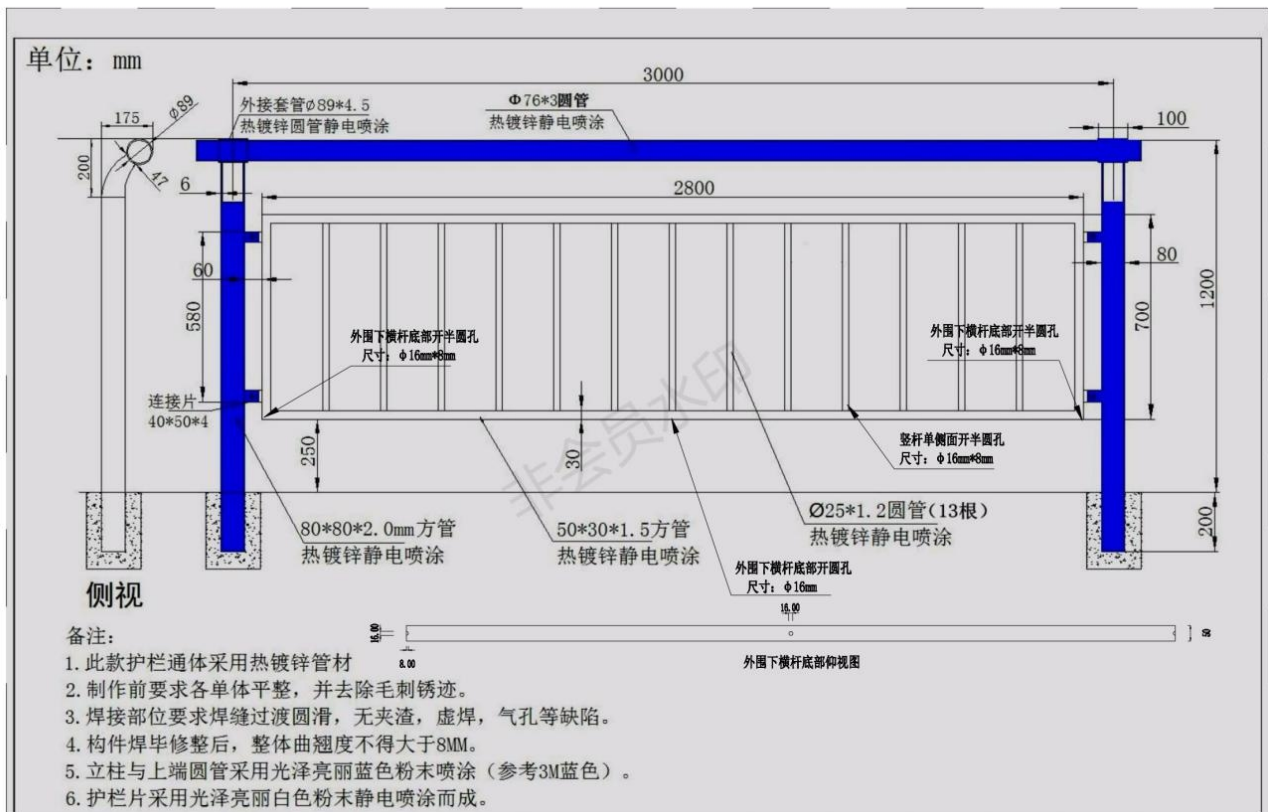 单位：mm
3000
175
Ø89
外接套管Ø89*4.5
热镀锌圆管静电喷涂
Φ76*3圆管
热镀锌静电喷涂
100
200
47
6
2800
60
80
580
700
1200
外围下横杆底部开半圆孔
尺寸：φ16mm*8mm
外围下横杆底部开半圆孔
尺寸：φ16mm*8mm
连接片
40*50*4
250
30
竖杆单侧面开半圆孔
尺寸：φ16mm*8mm
非会员水印
80*80*2.0mm方管
热镀锌静电喷涂
50*30*1.5方管
热镀锌静电喷涂
Ø25*1.2圆管(13根)
热镀锌静电喷涂
200
外围下横杆底部开圆孔
尺寸：φ16mm
侧视
16.00
16.00
8.00
50
外围下横杆底部仰视图
备注：
1.此款护栏通体采用热镀锌管材
2.制作前要求各单体平整，并去除毛刺锈迹。
3.焊接部位要求焊缝过渡圆滑，无夹渣，虚焊，气孔等缺陷。
4.构件焊毕修整后，整体曲翘度不得大于8MM。
5.立柱与上端圆管采用光泽亮丽蓝色粉末喷涂（参考3M蓝色）。
6.护栏片采用光泽亮丽白色粉末静电喷涂而成。